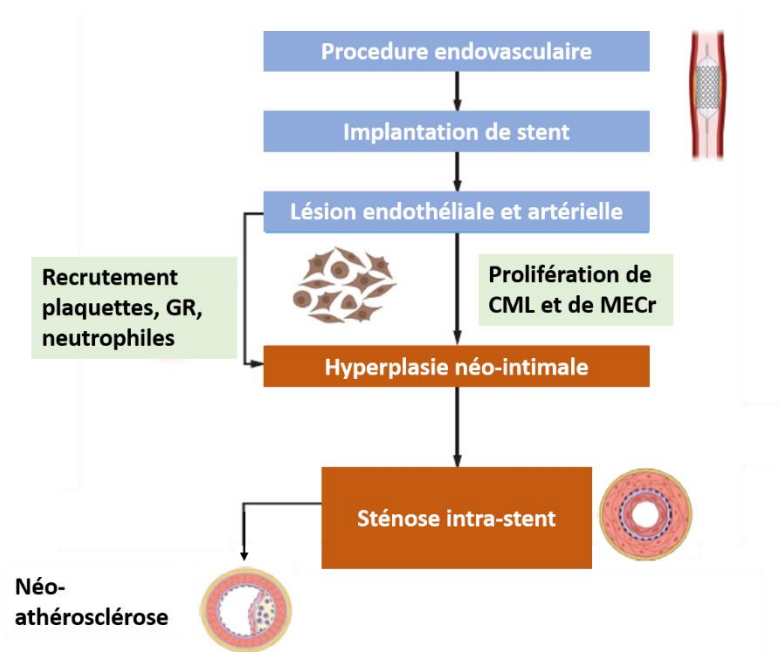 Procedure endovasculaire
Implantation de stent
Lésion endothéliale et artérielle
Recrutement
plaquettes, GR,
neutrophiles
Prolifération de
CML et de MECr
Hyperplasie néo-intimale
Sténose intra-stent
Néo-
athérosclérose